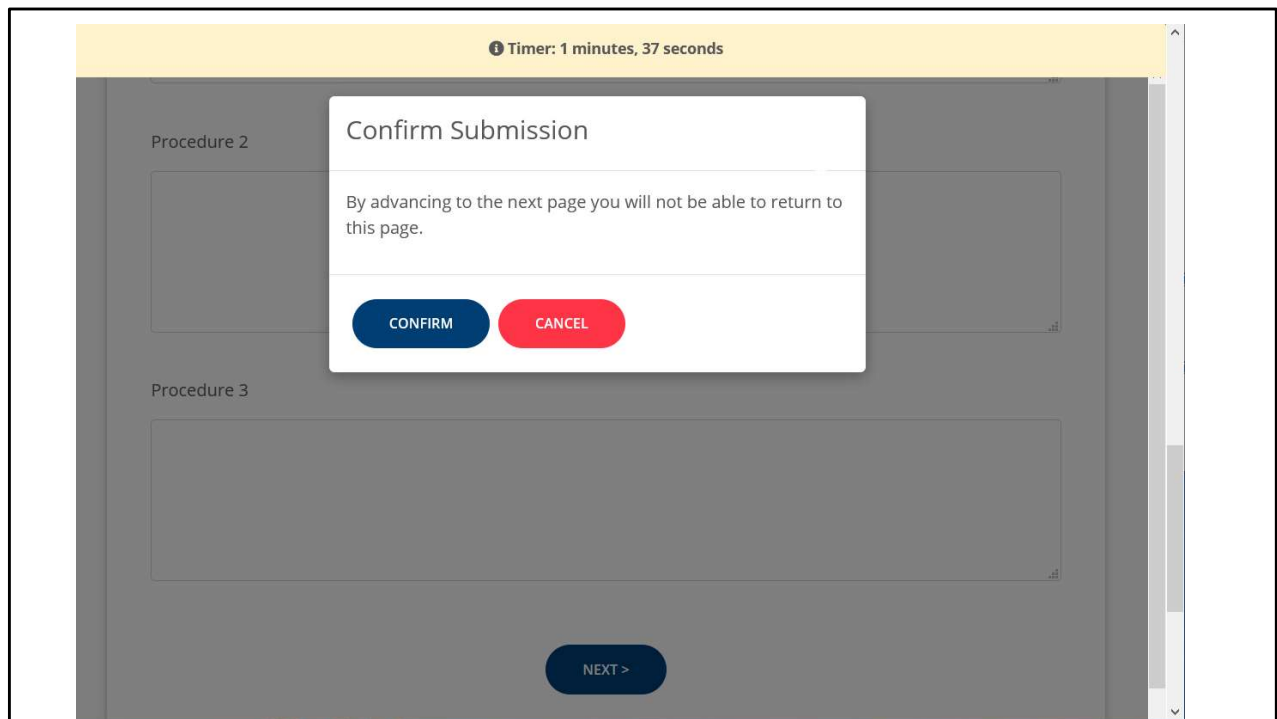 Timer: 1 minutes, 37 seconds
Confirm Submission
Procedure 2
By advancing to the next page you will not be able to return to
this page.
CONFIRM CANCEL
Procedure 3
NEXT >